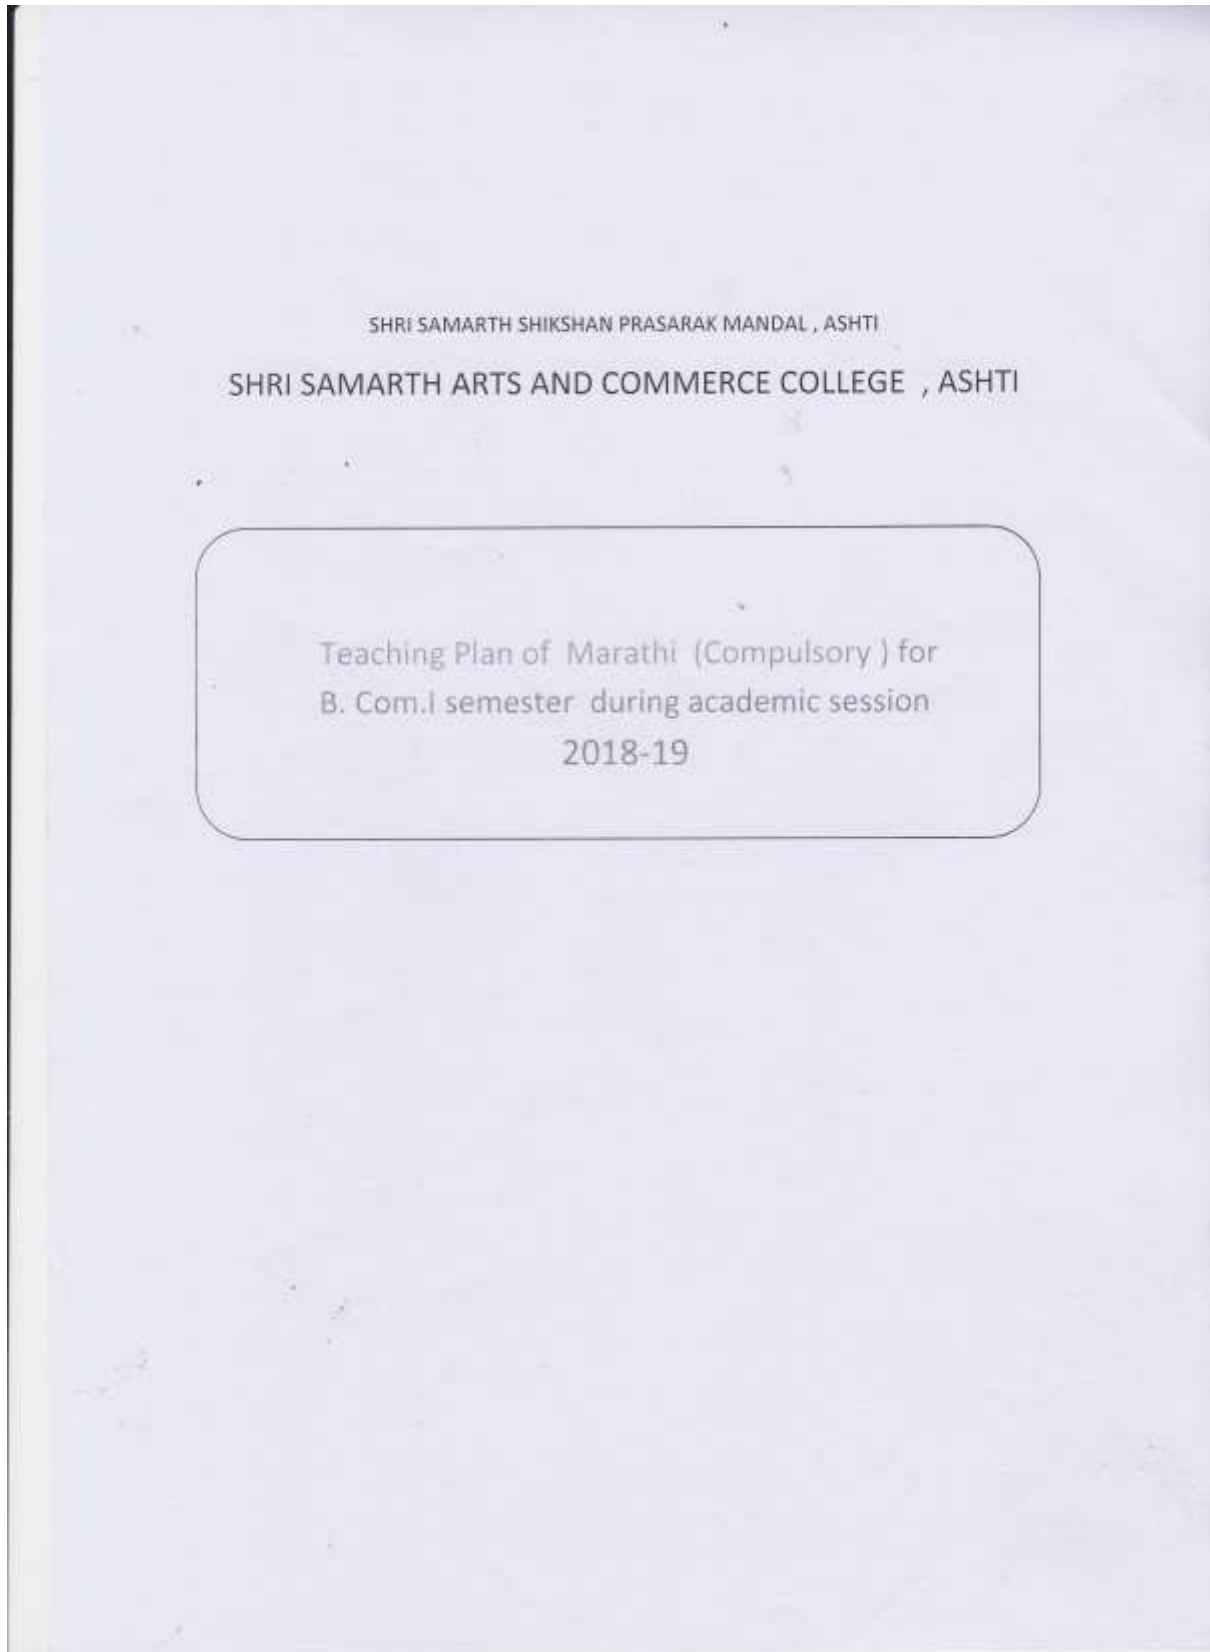 SHRI SAMARTH SHIKSHAN PRASARAK MANDAL , ASHTI
SHRI SAMARTH ARTS AND COMMERCE COLLEGE , ASHTI
Teaching Plan of Marathi (Compulsory ) for
B. Com.I semester during academic session
2018-19